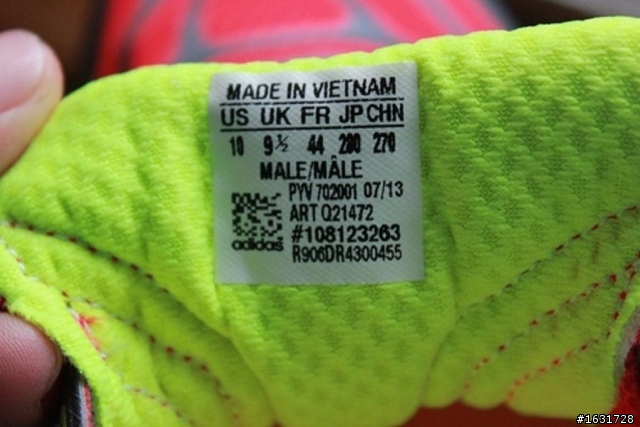 MADE IN VIETNAM
US UK FR JP CHN
10 9½ 44 280 270
MALE/MÂLE
PYV 702001 07/13
ART Q21472
#108123263
adidas R906DR4300455
#1631728